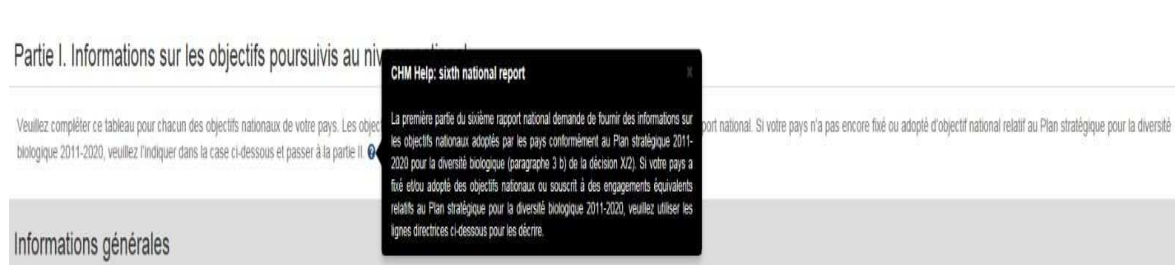 Partie I. Informations sur les objectifs poursuivis au
CHM Help: sixth national report
x
La première partie du sixième rapport national demande de fournir des informations sur
les objectifs nationaux adoptés par les pays conformément au Plan stratégique 2011-
2020 pour la diversité biologique (paragraphe 3 b) de la décision X/2). Si votre pays a
fixé et/ou adopté des objectifs nationaux ou souscrit à des engagements équivalents
relatifs au Plan stratégique pour la diversité biologique 2011-2020, veuillez utiliser les
lignes directrices ci-dessous pour les décrire.
Veuillez compléter ce tableau pour chacun des objectifs nationaux de votre pays. Les national. Si votre pays n'a pas encore fixé ou adopté d'objectif national relatif au Plan stratégique pour la diversité
biologique 2011-2020, veuillez l'indiquer dans la case ci-dessous et passer à la partie II. ?
Informations générales